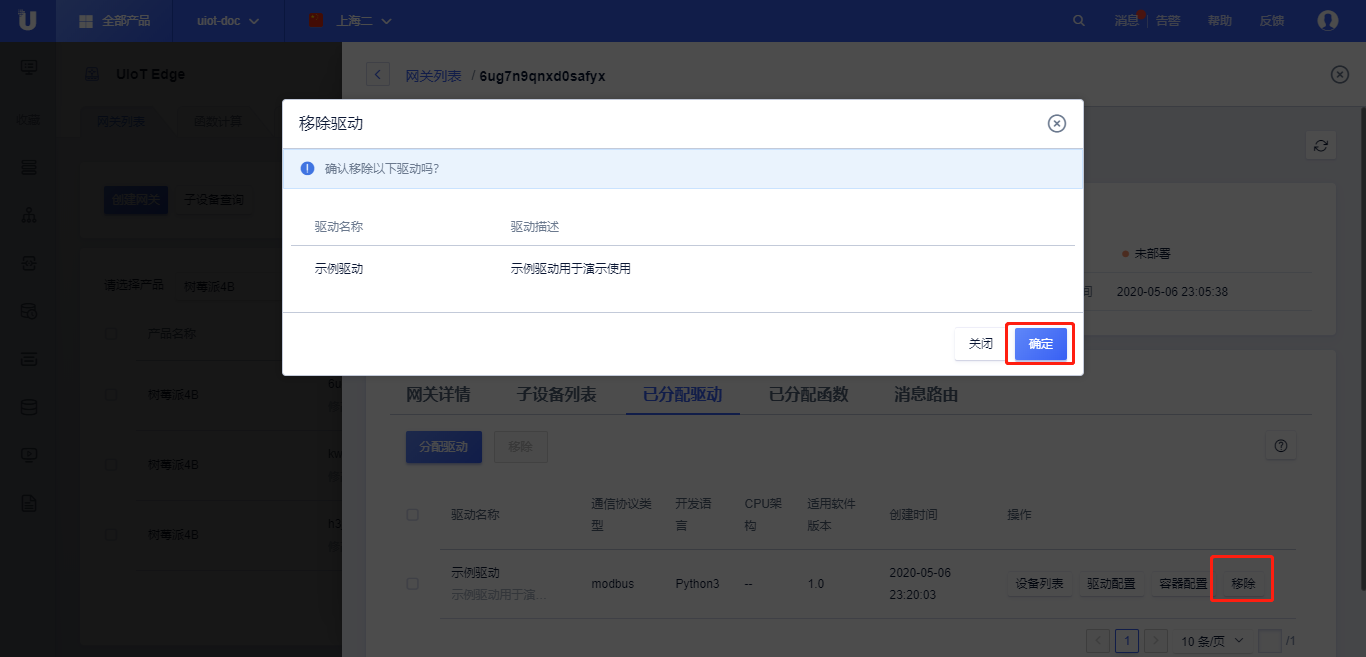 全部产品
uiot-doc
上海二
消息
告警
帮助
反馈
UIoT Edge
网关列表 / 6ug7n9qnxd0safyx
网关列表
函数计算
移除驱动
确认移除以下驱动吗?
创建网关
子设备查询
驱动名称
驱动描述
示例驱动
示例驱动用于演示使用
未部署
请选择产品
树莓派4B
间
2020-05-06 23:05:38
产品名称
关闭
确定
树莓派4B
6u
网关详情
子设备列表
已分配驱动
已分配函数
消息路由
分配驱动
移除
树莓派4B
kw
驱动名称
通信协议类
型
开发语
言
CPU架
构
适用软件
版本
创建时间
操作
树莓派4B
h3
示例驱动
示例驱动用于演...
modbus
Python3
--
1.0
2020-05-06
23:20:03
设备列表
驱动配置
容器配置
移除
1
10 条/页
/1